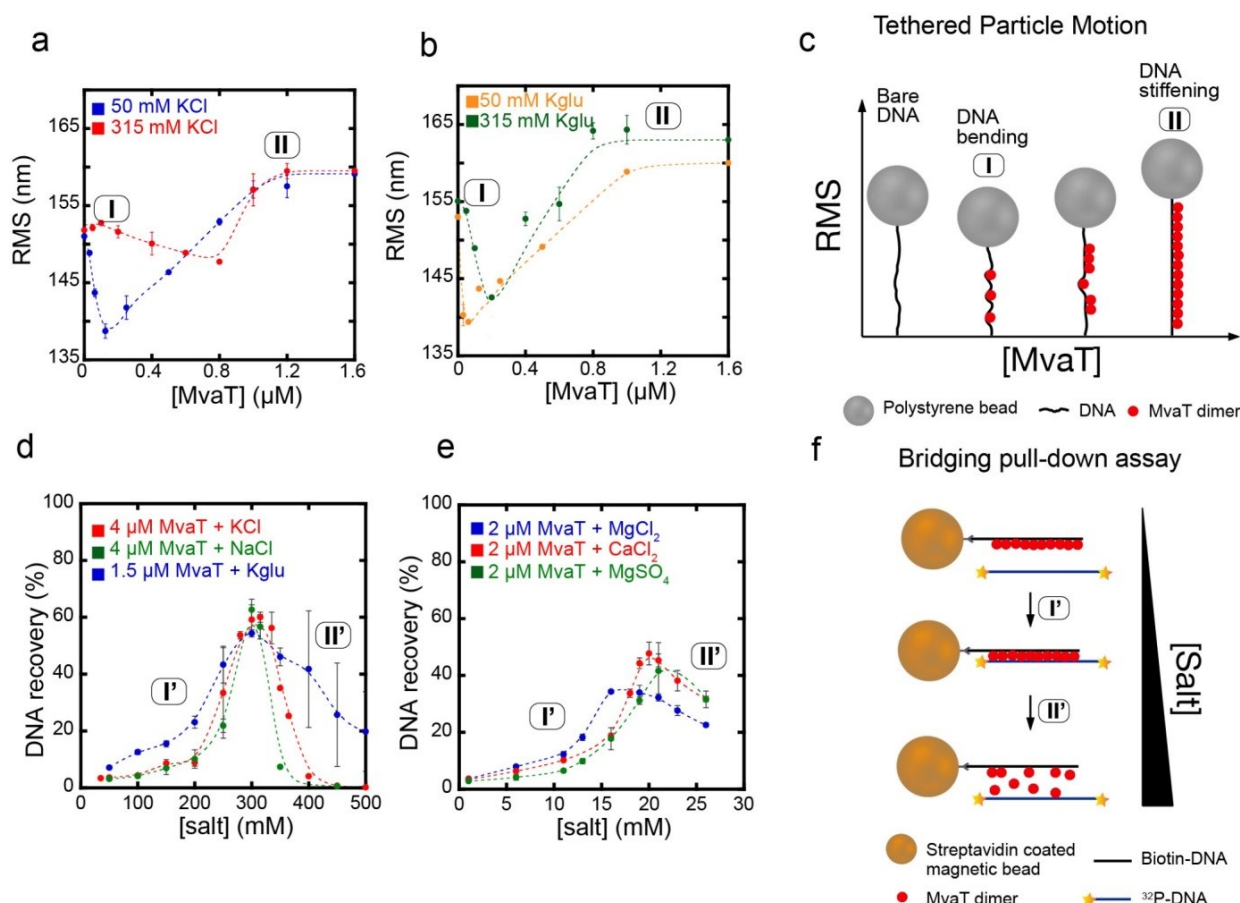 a
50 mM KCl
315 mM KCl
I
II
165
155
145
135
RMS (nm)
0
0.4
0.8
1.2
1.6
[MvaT] (µM)
b
50 mM Kglu
315 mM Kglu
I
II
165
155
145
135
RMS (nm)
0
0.4
0.8
1.2
1.6
[MvaT] (µM)
c
Tethered Particle Motion
RMS
Bare
DNA
DNA
bending
I
DNA
stiffening
II
[MvaT]
Polystyrene bead
DNA
MvaT dimer
d
4 µM MvaT + KCl
4 µM MvaT + NaCl
1.5 µM MvaT + Kglu
I’
II’
100
80
60
40
20
0
DNA recovery (%)
0
100
200
300
400
500
[salt] (mM)
e
2 µM MvaT + MgCl₂
2 µM MvaT + CaCl₂
2 µM MvaT + MgSO₄
I’
II’
100
80
60
40
20
0
DNA recovery (%)
0
5
10
15
20
25
30
[salt] (mM)
f
Bridging pull-down assay
I’
II’
[Salt]
Streptavidin coated
magnetic bead
Biotin-DNA
MvaT dimer
³²P-DNA